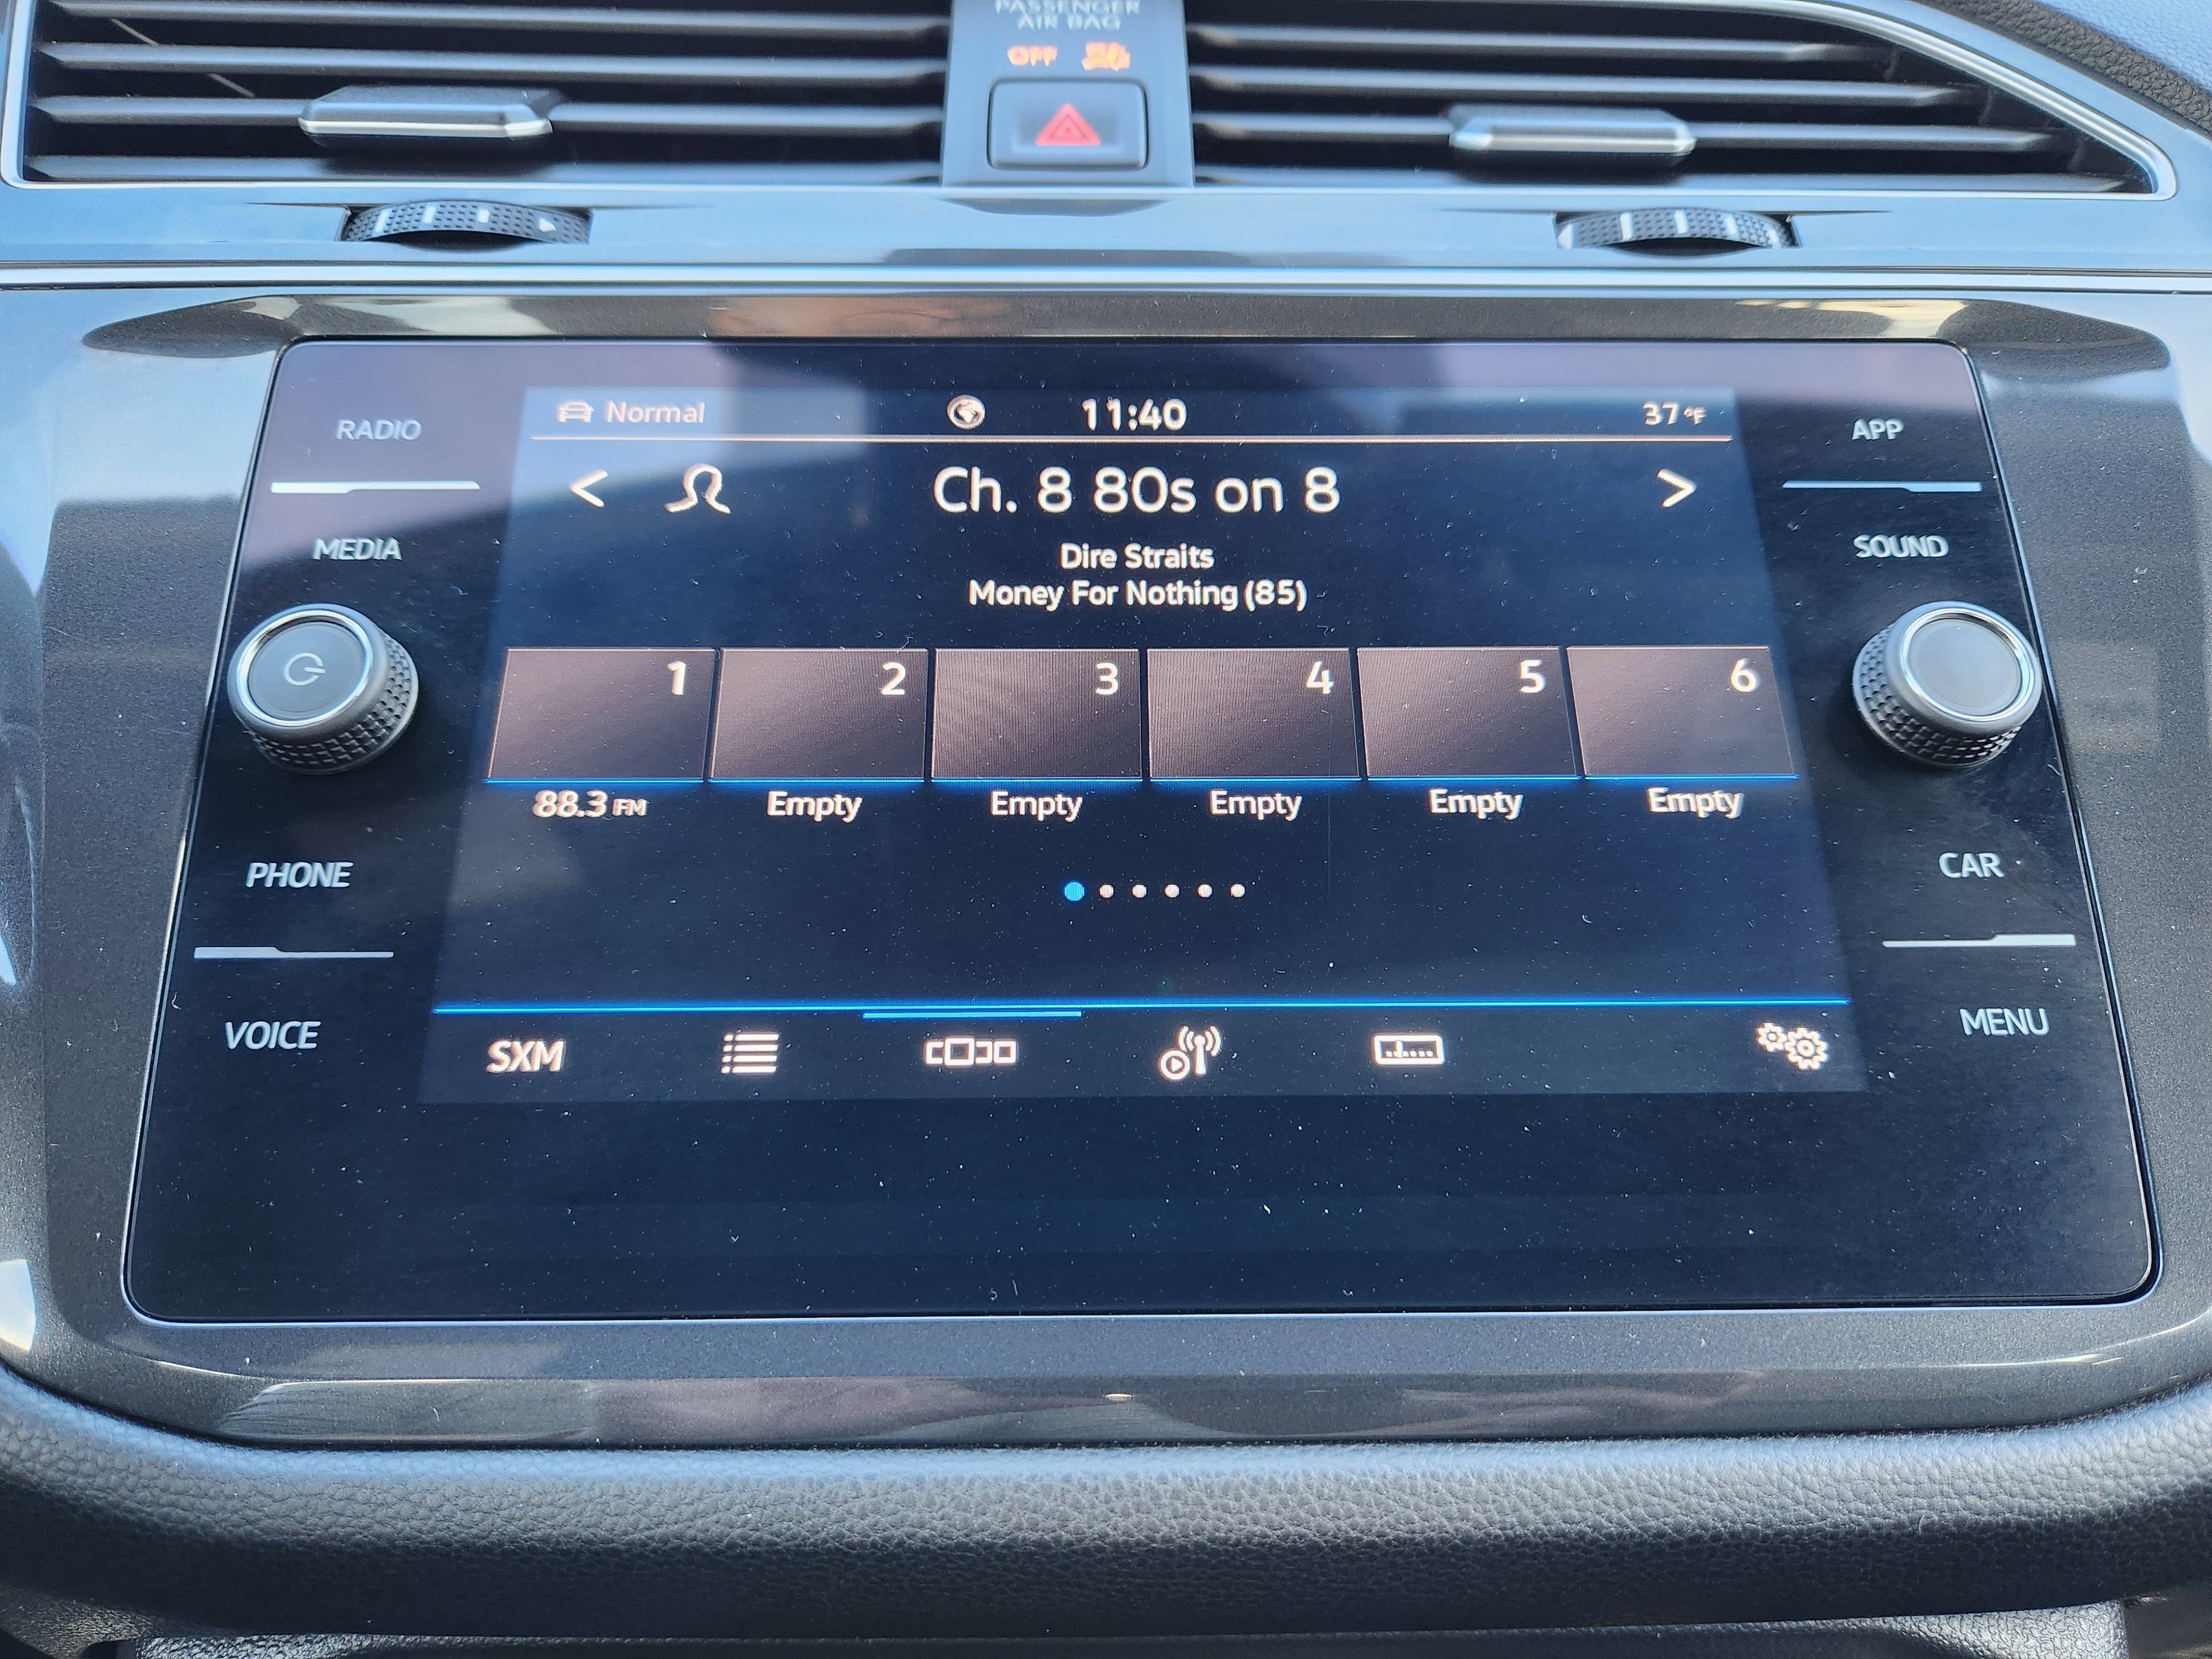 PASSENGER
AIR BAG
OFF
RADIO
MEDIA
PHONE
VOICE
Normal
11:40
37°F
Ch. 8 80s on 8
Dire Straits
Money For Nothing (85)
1 2 3 4 5 6
88.3 FM Empty Empty Empty Empty Empty
SXM
APP
SOUND
CAR
MENU